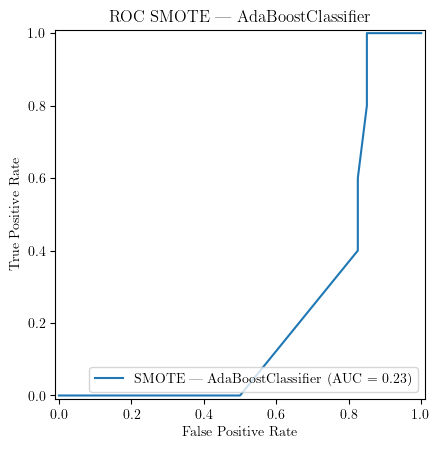 ROC SMOTE — AdaBoostClassifier
True Positive Rate
1.0
0.8
0.6
0.4
0.2
0.0
SMOTE — AdaBoostClassifier (AUC = 0.23)
0.0 0.2 0.4 0.6 0.8 1.0
False Positive Rate